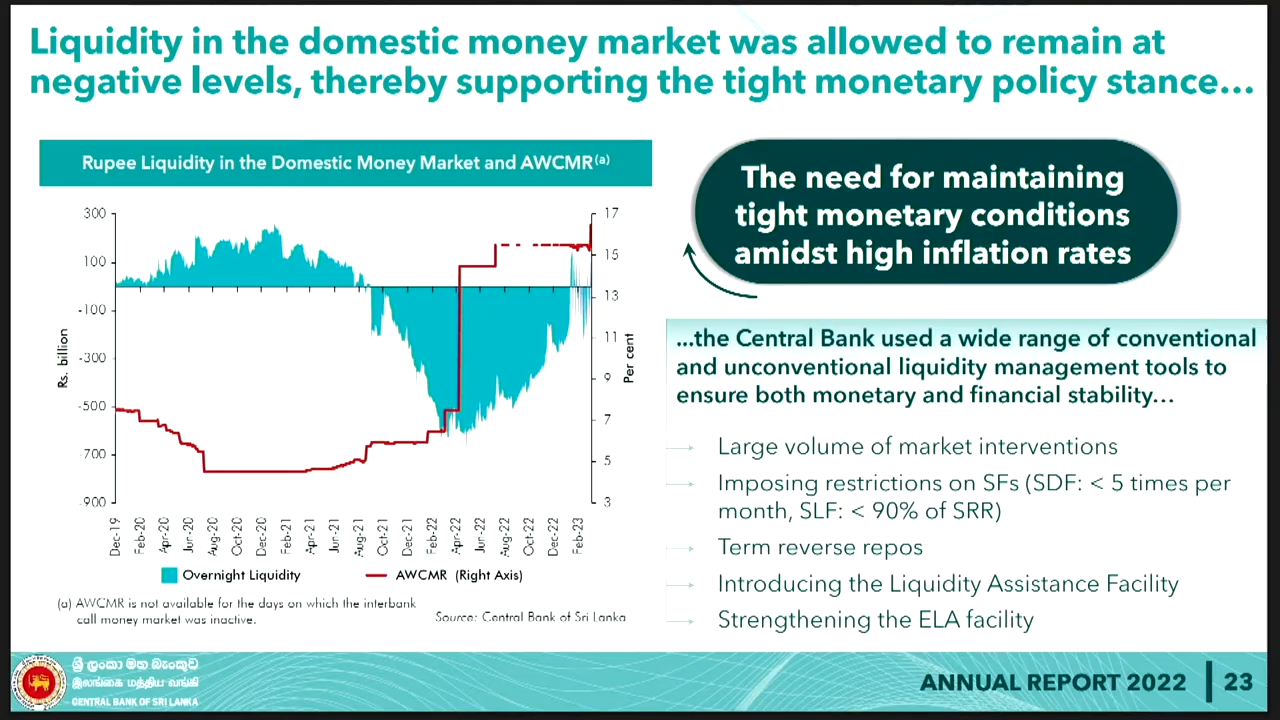 Liquidity in the domestic money market was allowed to remain at
negative levels, thereby supporting the tight monetary policy stance...
Rupee Liquidity in the Domestic Money Market and AWCMR(a)
300
100
-100
-300
-500
-700
-900
Rs. billion
17
15
13
11
9
7
5
3
Per cent
Dec-19
Feb-20
Apr-20
Jun-20
Aug-20
Oct-20
Dec-20
Feb-21
Apr-21
Jun-21
Aug-21
Oct-21
Dec-21
Feb-22
Apr-22
Jun-22
Aug-22
Oct-22
Dec-22
Feb-23
Overnight Liquidity
AWCMR (Right Axis)
(a) AWCMR is not available for the days on which the interbank
call money market was inactive.
Source: Central Bank of Sri Lanka
The need for maintaining
tight monetary conditions
amidst high inflation rates
...the Central Bank used a wide range of conventional
and unconventional liquidity management tools to
ensure both monetary and financial stability...
Large volume of market interventions
Imposing restrictions on SFs (SDF: < 5 times per
month, SLF: < 90% of SRR)
Term reverse repos
Introducing the Liquidity Assistance Facility
Strengthening the ELA facility
ශ්‍රී ලංකා මහ බැංකුව
இலங்கை மத்திய வங்கி
CENTRAL BANK OF SRI LANKA
ANNUAL REPORT 2022 | 23